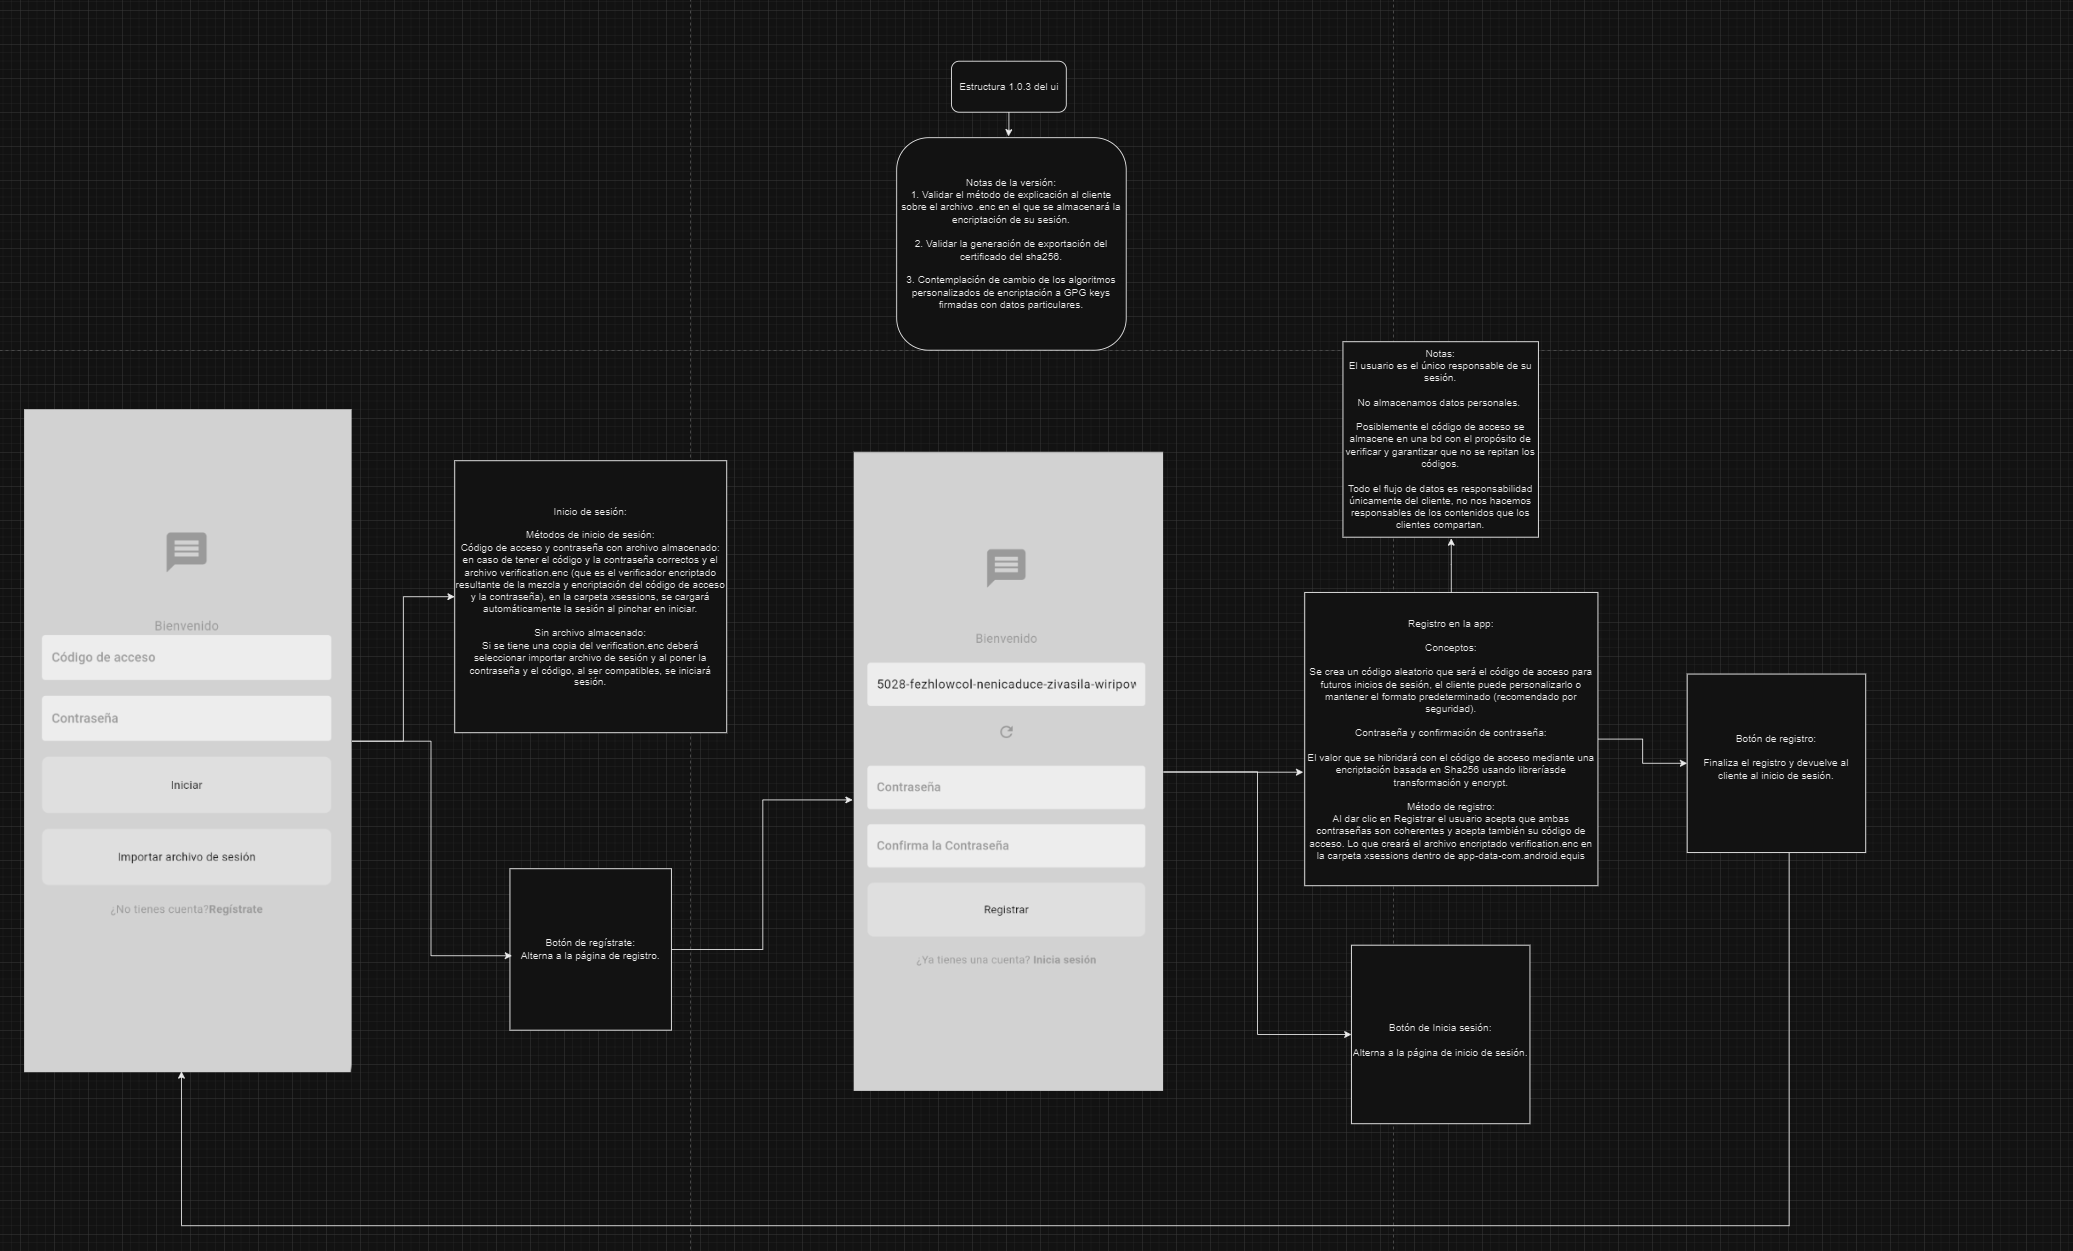 Estructura 1.0.3 del ui
Notas de la versión:
1. Validar el método de explicación al cliente
sobre el archivo .enc en el que se almacenará la
encriptación de su sesión.
2. Validar la generación de exportación del
certificado del sha256.
3. Contemplación de cambio de los algoritmos
personalizados de encriptación a GPG keys
firmadas con datos particulares.
Bienvenido
Código de acceso
Contraseña
Iniciar
Importar archivo de sesión
¿No tienes cuenta?Regístrate
Inicio de sesión:
Métodos de inicio de sesión:
Código de acceso y contraseña con archivo almacenado:
en caso de tener el código y la contraseña correctos y el
archivo verification.enc (que es el verificador encriptado
resultante de la mezcla y encriptación del código de acceso
y la contraseña), en la carpeta xsessions, se cargará
automáticamente la sesión al pinchar en iniciar.
Sin archivo almacenado:
Si se tiene una copia del verification.enc deberá
seleccionar importar archivo de sesión y al poner la
contraseña y el código, al ser compatibles, se iniciará
sesión.
Botón de regístrate:
Alterna a la página de registro.
Bienvenido
5028-fezhlowcol-nenicaduce-zivasila-wiripow
Contraseña
Confirma la Contraseña
Registrar
¿Ya tienes una cuenta? Inicia sesión
Notas:
El usuario es el único responsable de su
sesión.
No almacenamos datos personales.
Posiblemente el código de acceso se
almacene en una bd con el propósito de
verificar y garantizar que no se repitan los
códigos.
Todo el flujo de datos es responsabilidad
únicamente del cliente, no nos hacemos
responsables de los contenidos que los
clientes compartan.
Registro en la app:
Conceptos:
Se crea un código aleatorio que será el código de acceso para
futuros inicios de sesión, el cliente puede personalizarlo o
mantener el formato predeterminado (recomendado por
seguridad).
Contraseña y confirmación de contraseña:
El valor que se hibridará con el código de acceso mediante una
encriptación basada en Sha256 usando libreríasde
transformación y encrypt.
Método de registro:
Al dar clic en Registrar el usuario acepta que ambas
contraseñas son coherentes y acepta también su código de
acceso. Lo que creará el archivo encriptado verification.enc en
la carpeta xsessions dentro de app-data-com.android.equis
Botón de registro:
Finaliza el registro y devuelve al
cliente al inicio de sesión.
Botón de Inicia sesión:
Alterna a la página de inicio de sesión.